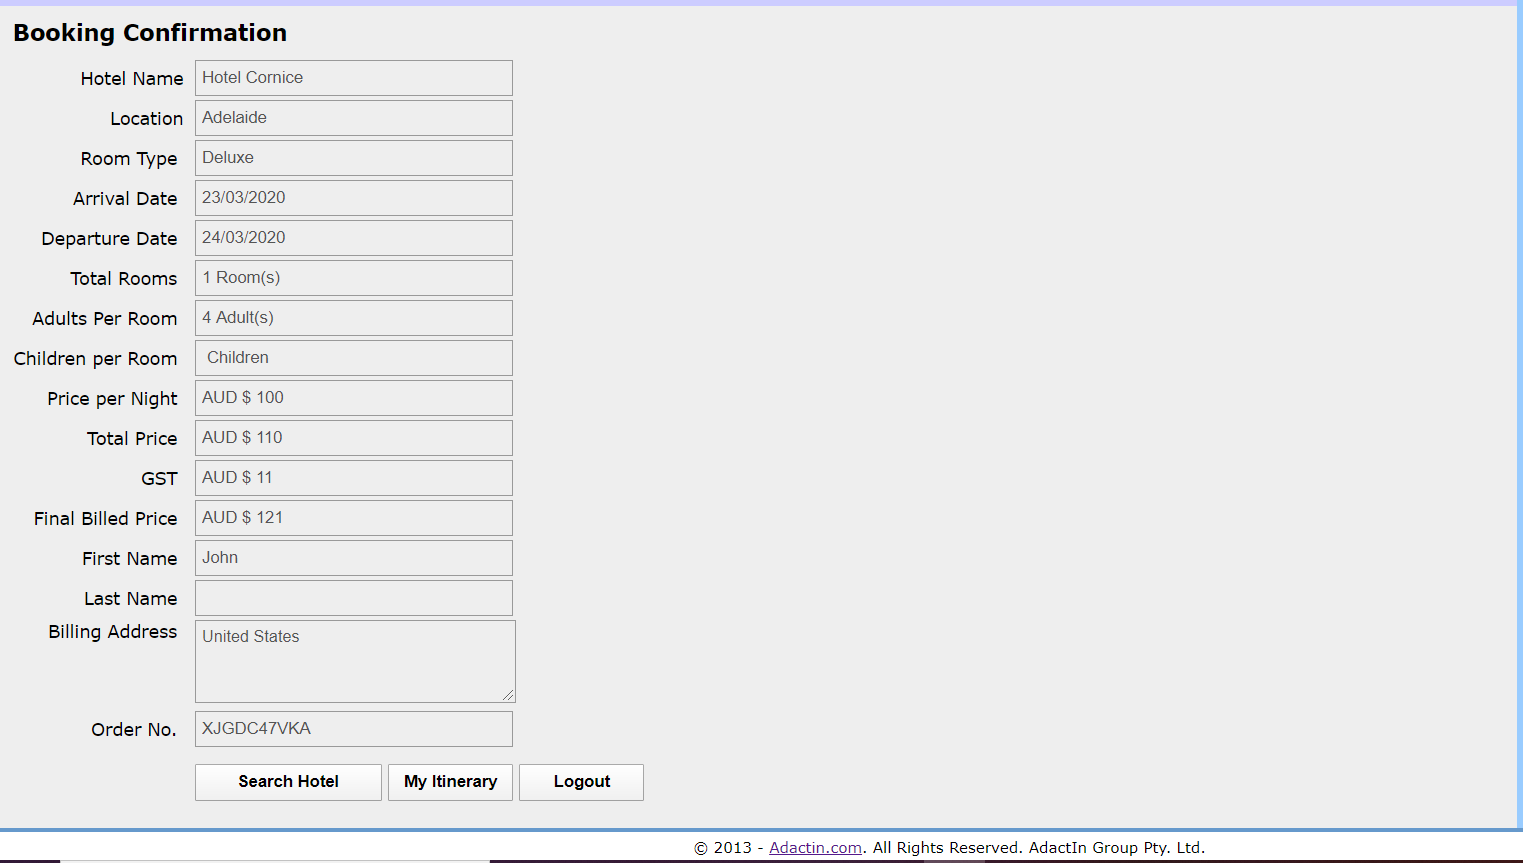 Booking Confirmation
Hotel Name Hotel Cornice
Location Adelaide
Room Type Deluxe
Arrival Date 23/03/2020
Departure Date 24/03/2020
Total Rooms 1 Room(s)
Adults Per Room 4 Adult(s)
Children per Room Children
Price per Night AUD $ 100
Total Price AUD $ 110
GST AUD $ 11
Final Billed Price AUD $ 121
First Name John
Last Name
Billing Address United States
Order No. XJGDC47VKA
Search Hotel My Itinerary Logout
© 2013 - Adactin.com. All Rights Reserved. AdactIn Group Pty. Ltd.